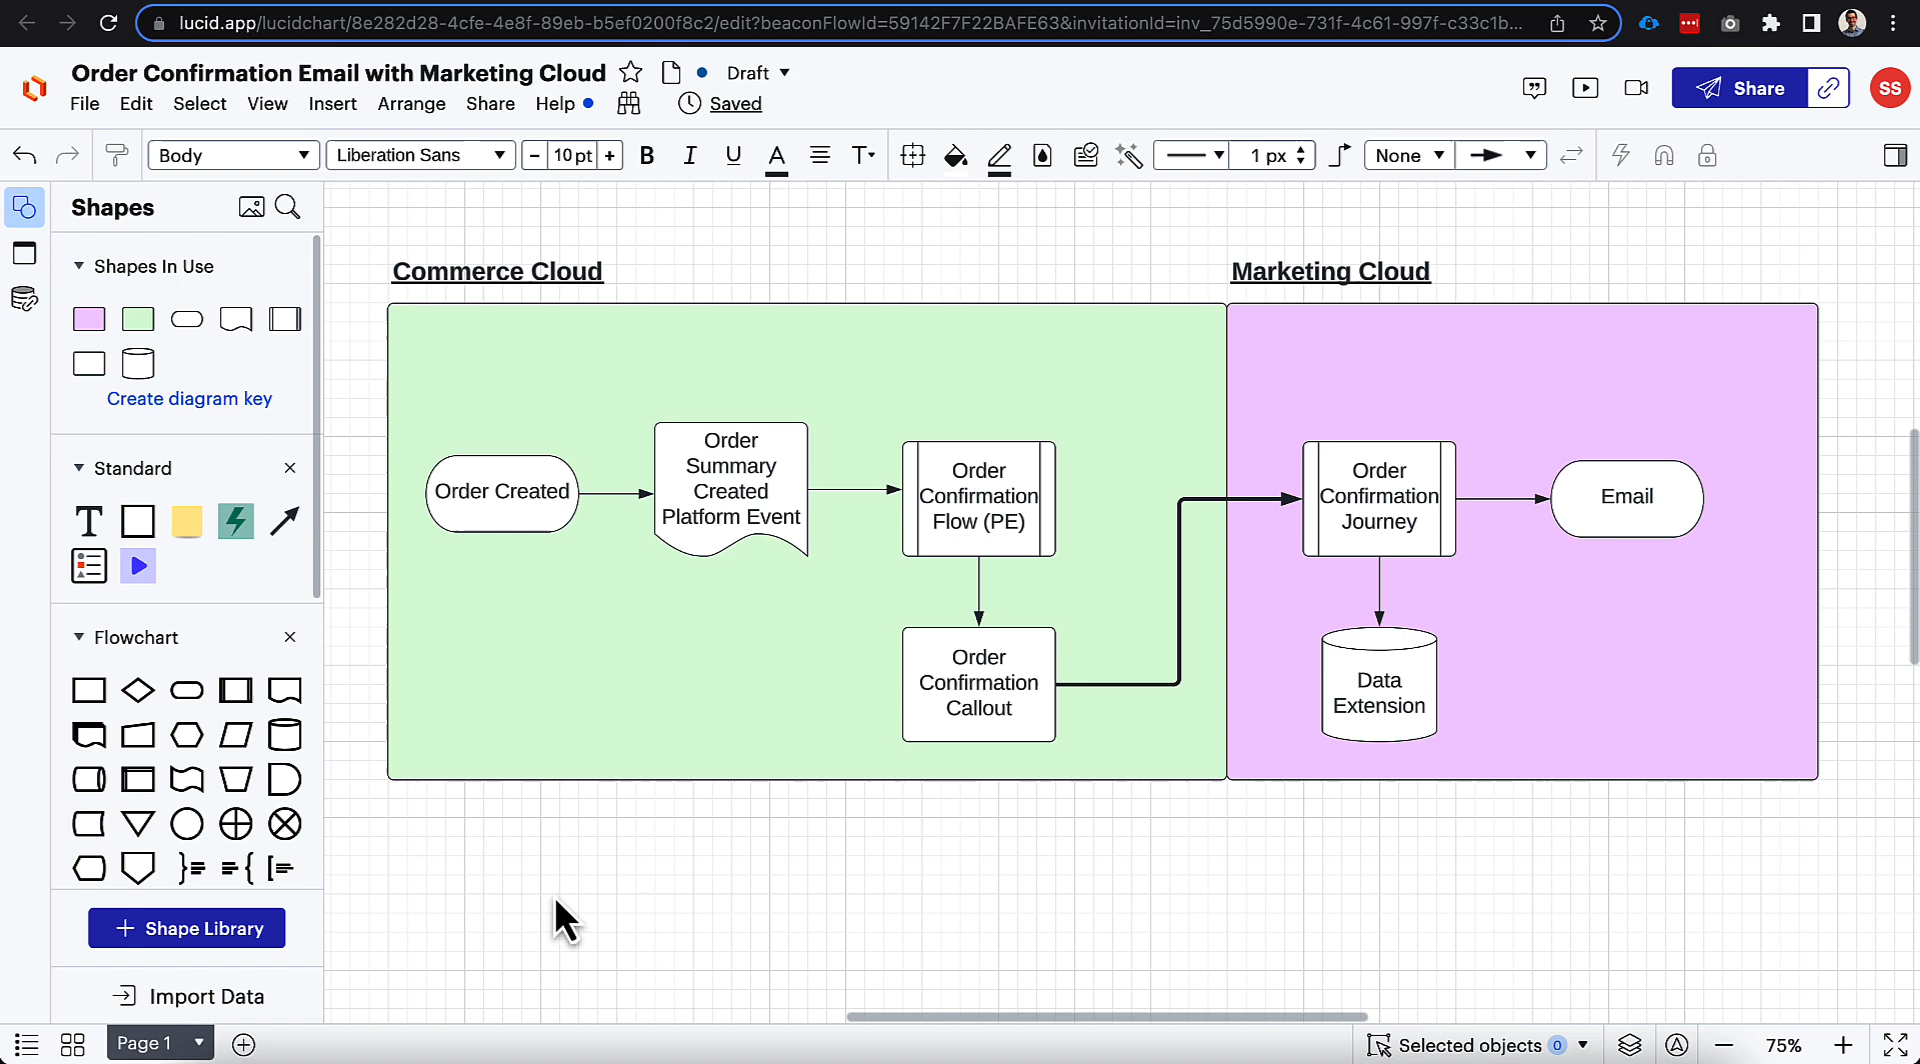 lucid.app/lucidchart/8e282d28-4cfe-4e8f-89eb-b5ef0200f8c2/edit?beaconFlowId=59142F7F22BAFE63&invitationId=inv_75d5990e-731f-4c61-997f-c33c1b...
Order Confirmation Email with Marketing Cloud
Draft
File Edit Select View Insert Arrange Share Help
Saved
Share
SS
Body
Liberation Sans
- 10 pt +
B I U A T
1 px
None
Shapes
Shapes In Use
Create diagram key
Standard
T
Flowchart
+ Shape Library
Import Data
Commerce Cloud
Order Created
Order
Summary
Created
Platform Event
Order
Confirmation
Flow (PE)
Order
Confirmation
Callout
Marketing Cloud
Order
Confirmation
Journey
Email
Data
Extension
Page 1
Selected objects 0
75%